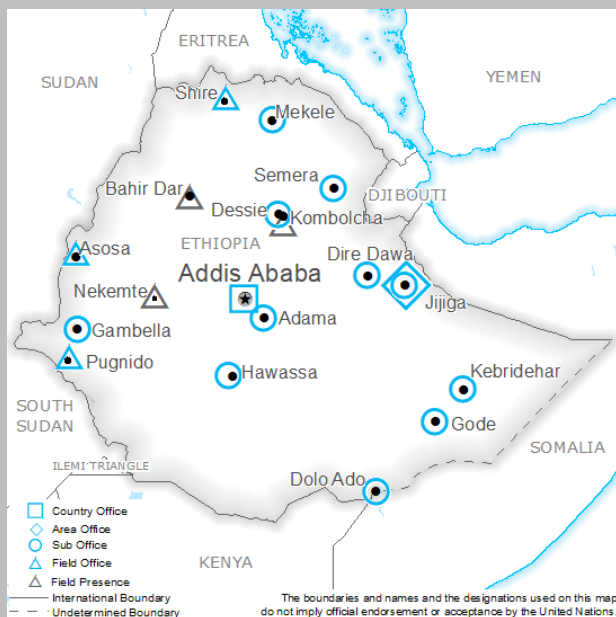 ERITREA
SUDAN
YEMEN
Shire
Mekele
Semera
Bahir Dar
DJIBOUTI
Dessie
Kombolcha
ETHIOPIA
Asosa
Dire Dawa
Addis Ababa
Nekemte
Jijiga
Adama
Gambella
Pugnido
Hawassa
Kebridehar
SOUTH
SUDAN
Gode
SOMALIA
ILEMI TRIANGLE
Dolo Ado
KENYA
Country Office
Area Office
Sub Office
Field Office
Field Presence
International Boundary
Undetermined Boundary
The boundaries and names and the designations used on this map
do not imply official endorsement or acceptance by the United Nations.